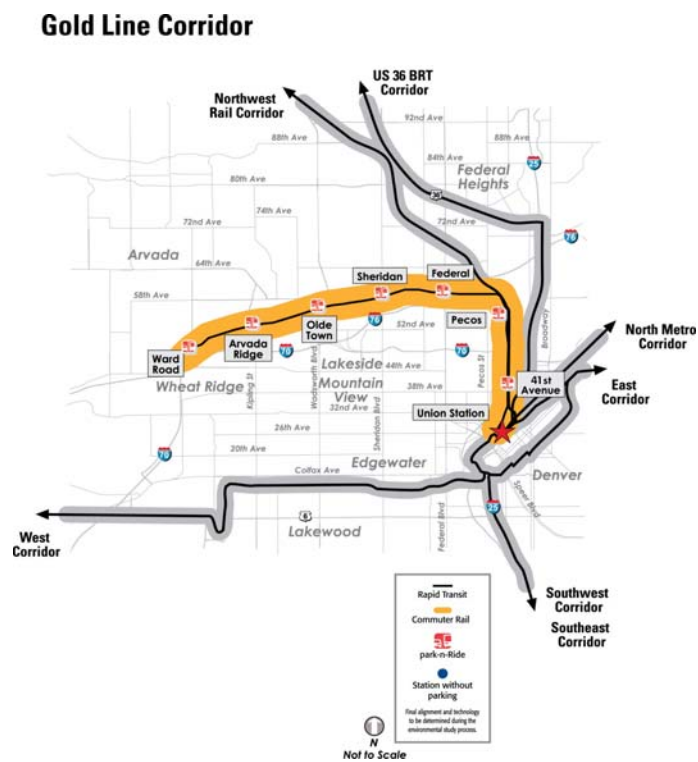 Gold Line Corridor
US 36 BRT
Corridor
Northwest
Rail Corridor
92nd Ave
88th Ave
88th Ave
84th Ave
Federal
Heights
25
80th Ave
36
74th Ave
72nd Ave
72nd Ave
76
Arvada
64th Ave
Sheridan
Federal
58th Ave
Olde
Town
76
52nd Ave
Pecos
Broadway
North Metro
Corridor
Arvada
Ridge
70
Ward
Road
Wadsworth Blvd
Lakeside
70
Pecos St
44th Ave
Wheat Ridge
Kipling St
Mountain
View
38th Ave
41st
Avenue
East
Corridor
32nd Ave
Sheridan Blvd
Union Station
26th Ave
70
20th Ave
Edgewater
Colfax Ave
Denver
Speer Blvd
25
Federal Blvd
6
Lakewood
West
Corridor
Southwest
Corridor
Southeast
Corridor
Rapid Transit
Commuter Rail
park-n-Ride
Station without
parking
Final alignment and technology
to be determined during the
environmental study process.
N
Not to Scale